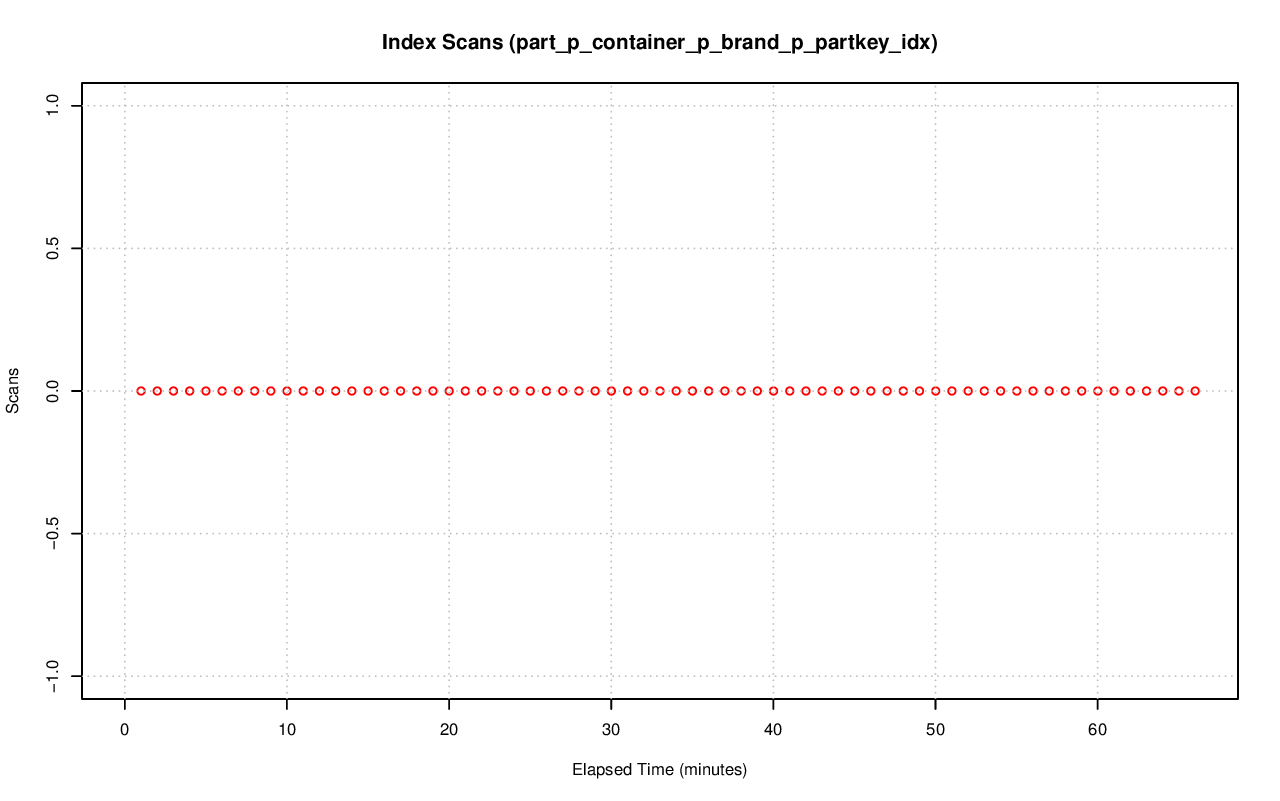 Index Scans (part_p_container_p_brand_p_partkey_idx)
1.0
0.5
0.0
−0.5
−1.0
Scans
0 10 20 30 40 50 60
Elapsed Time (minutes)